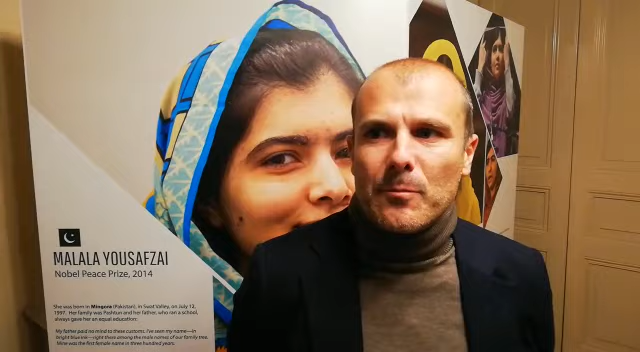 MALALA YOUSAFZAI
Nobel Peace Prize, 2014
She was born in Mingora (Pakistan), in Swat Valley, on July 12,
1997. Her family was Pashtun and her father, who ran a school,
always gave her an equal education:
My father paid no mind to these customs. I've seen my name—in
bright blue ink—right there among the male names of our family tree.
Mine was the first female name in three hundred years.